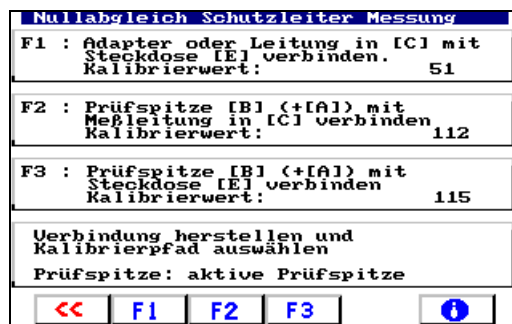 Nullabgleich Schutzleiter Messung
F1 : Adapter oder Leitung in [C] mit
Steckdose [E] verbinden.
Kalibrierwert: 51
F2 : Prüfspitze [B] (+[A]) mit
Meßleitung in [C] verbinden
Kalibrierwert: 112
F3 : Prüfspitze [B] (+[A]) mit
Steckdose [E] verbinden
Kalibrierwert: 115
Verbindung herstellen und
Kalibrierpfad auswählen
Prüfspitze: aktive Prüfspitze
<< F1 F2 F3 i